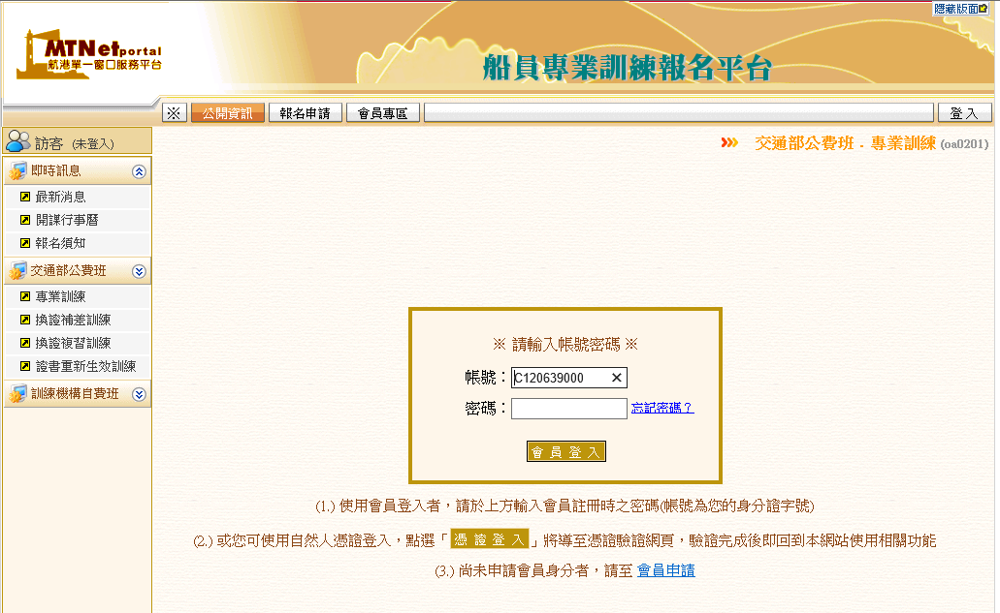 隱藏版面
MTNet portal
航港單一窗口服務平台
船員專業訓練報名平台
※ 公開資訊 報名申請 會員專區 登入
訪客 (未登入)
交通部公費班 - 專業訓練 (oa0201)
即時訊息
最新消息
開課行事曆
報名須知
交通部公費班
專業訓練
換證補差訓練
換證複習訓練
證書重新生效訓練
訓練機構自費班
※ 請輸入帳號密碼 ※
帳號：C120639000
密碼： 忘記密碼？
會員登入
(1.) 使用會員登入者，請於上方輸入會員註冊時之密碼(帳號為您的身分證字號)
(2.) 或您可使用自然人憑證登入，點選「憑證登入」將導至憑證驗證網頁，驗證完成後即回到本網站使用相關功能
(3.) 尚未申請會員身分者，請至 會員申請